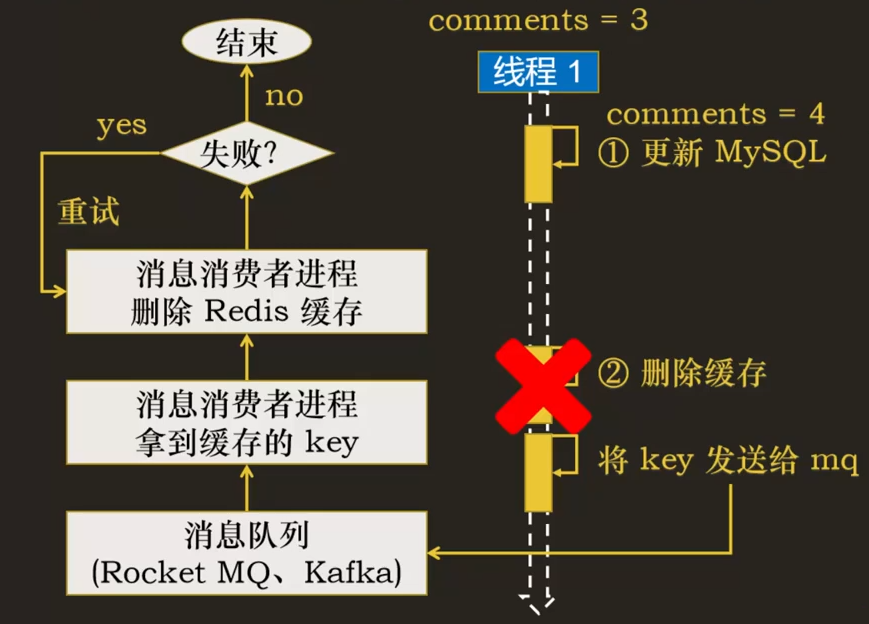 comments = 3
线程 1
comments = 4
① 更新 MySQL
② 删除缓存
将 key 发送给 mq
消息队列
(Rocket MQ、Kafka)
消息消费者进程
拿到缓存的 key
消息消费者进程
删除 Redis 缓存
失败?
yes
重试
no
结束